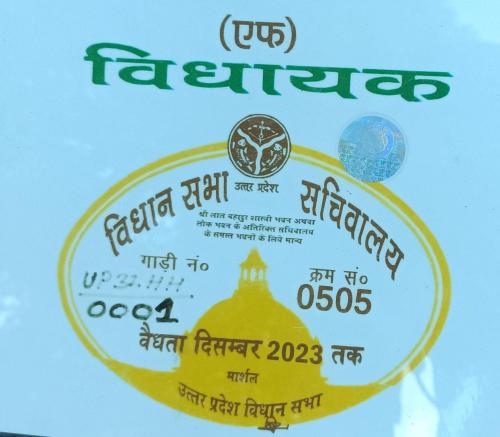 (एफ)
विधायक
उत्तर प्रदेश
विधान सभा सचिवालय
श्री लाल बहादुर शास्त्री भवन अथवा
लोक भवन के अतिरिक्त सचिवालय
के समस्त भवनों के लिये मान्य
गाड़ी नं०
UP32 HH
0001
क्रम सं०
0505
वैधता दिसम्बर 2023 तक
मार्शल
उत्तर प्रदेश विधान सभा